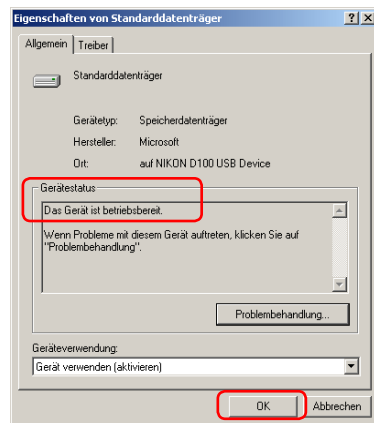 Eigenschaften von Standarddatenträger
Allgemein Treiber
Standarddatenträger
Gerätetyp: Speicherdatenträger
Hersteller: Microsoft
Ort: auf NIKON D100 USB Device
Gerätestatus
Das Gerät ist betriebsbereit.
Wenn Probleme mit diesem Gerät auftreten, klicken Sie auf
"Problembehandlung".
Problembehandlung...
Geräteverwendung:
Gerät verwenden (aktivieren)
OK Abbrechen